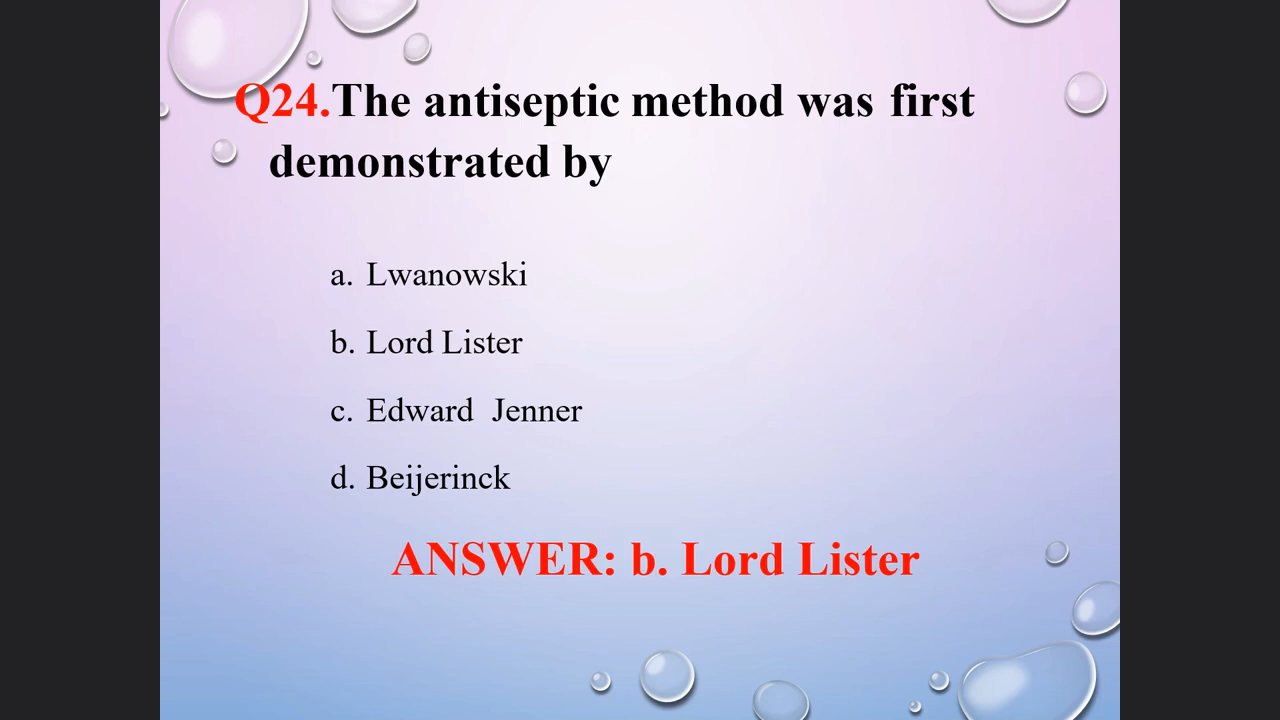 Q24.The antiseptic method was first
demonstrated by
a. Lwanowski
b. Lord Lister
c. Edward Jenner
d. Beijerinck
ANSWER: b. Lord Lister